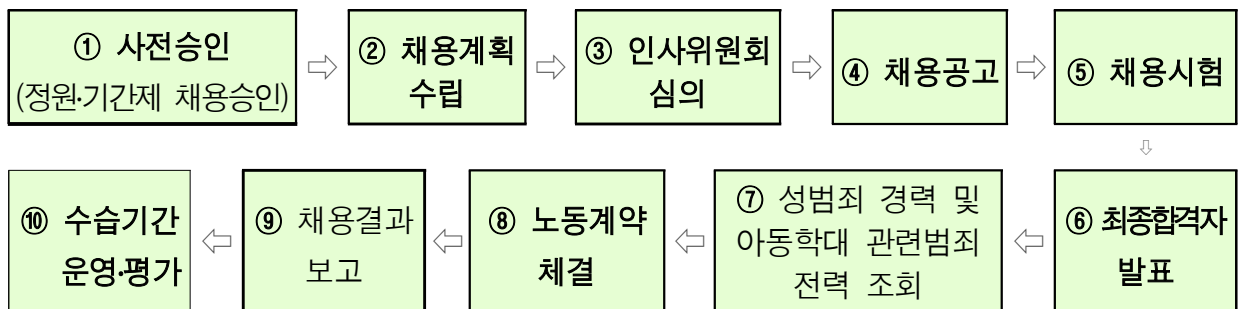 ① 사전승인
(정원·기간제 채용승인)
② 채용계획
수립
③ 인사위원회
심의
④ 채용공고
⑤ 채용시험
⑥ 최종합격자
발표
⑦ 성범죄 경력 및
아동학대 관련범죄
전력 조회
⑧ 노동계약
체결
⑨ 채용결과
보고
⑩ 수습기간
운영·평가